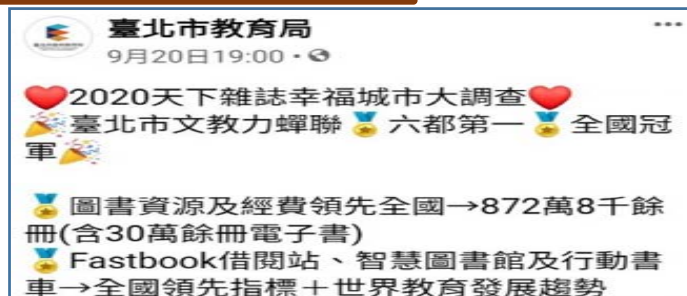 臺北市教育局
9月20日19:00
❤️2020天下雜誌幸福城市大調查❤️
🎉臺北市文教力蟬聯🏅六都第一🏅全國冠
軍🎉
🏅圖書資源及經費領先全國→872萬8千餘
冊(含30萬餘冊電子書)
🏅Fastbook借閱站、智慧圖書館及行動書
車→全國領先指標+世界教育發展趨勢